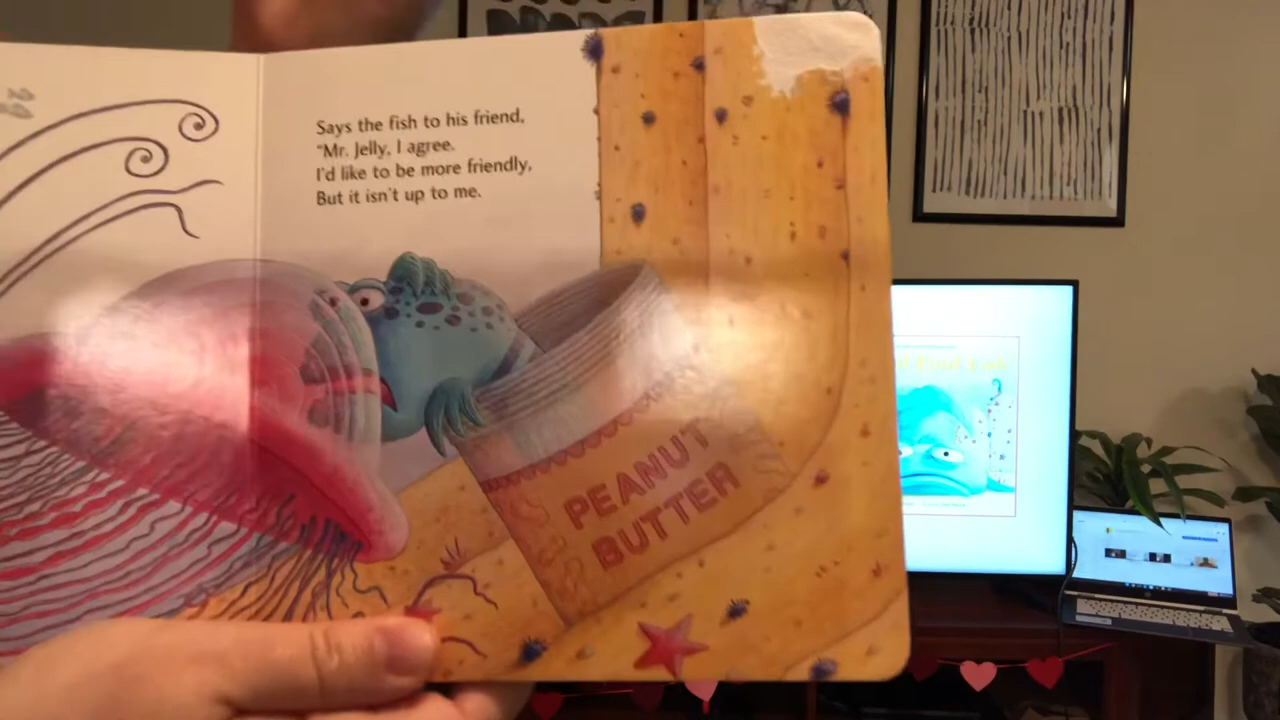 Says the fish to his friend,
"Mr. Jelly, I agree.
I'd like to be more friendly,
But it isn't up to me.
PEANUT
BUTTER